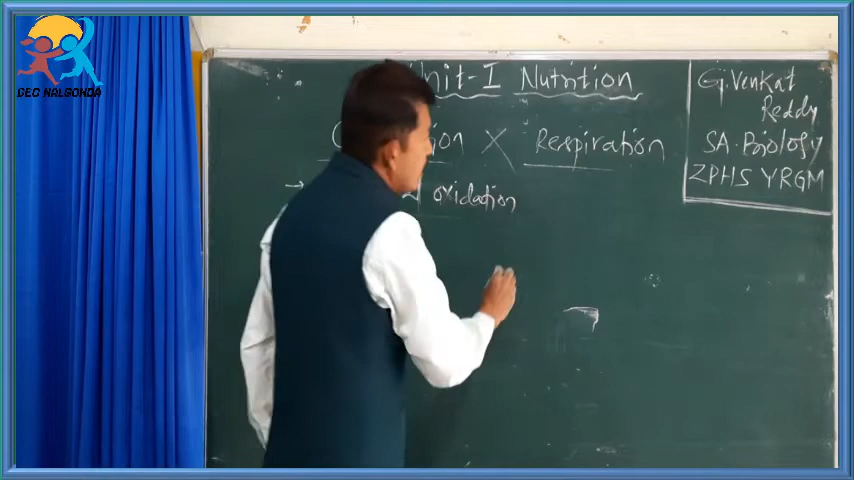 DEO NALGONDA
Unit-I Nutrition
X Respiration
oxidation
G.Venkat
Reddy
SA.Biology
ZPHS YRGM